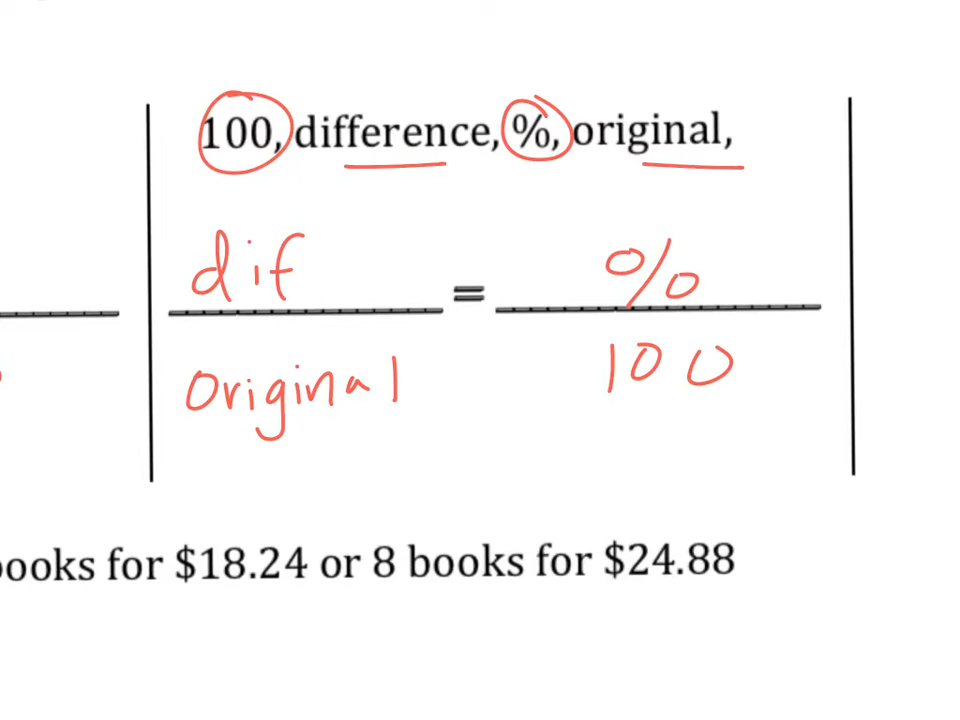 100, difference, %, original,
dif = %
original 100
books for $18.24 or 8 books for $24.88